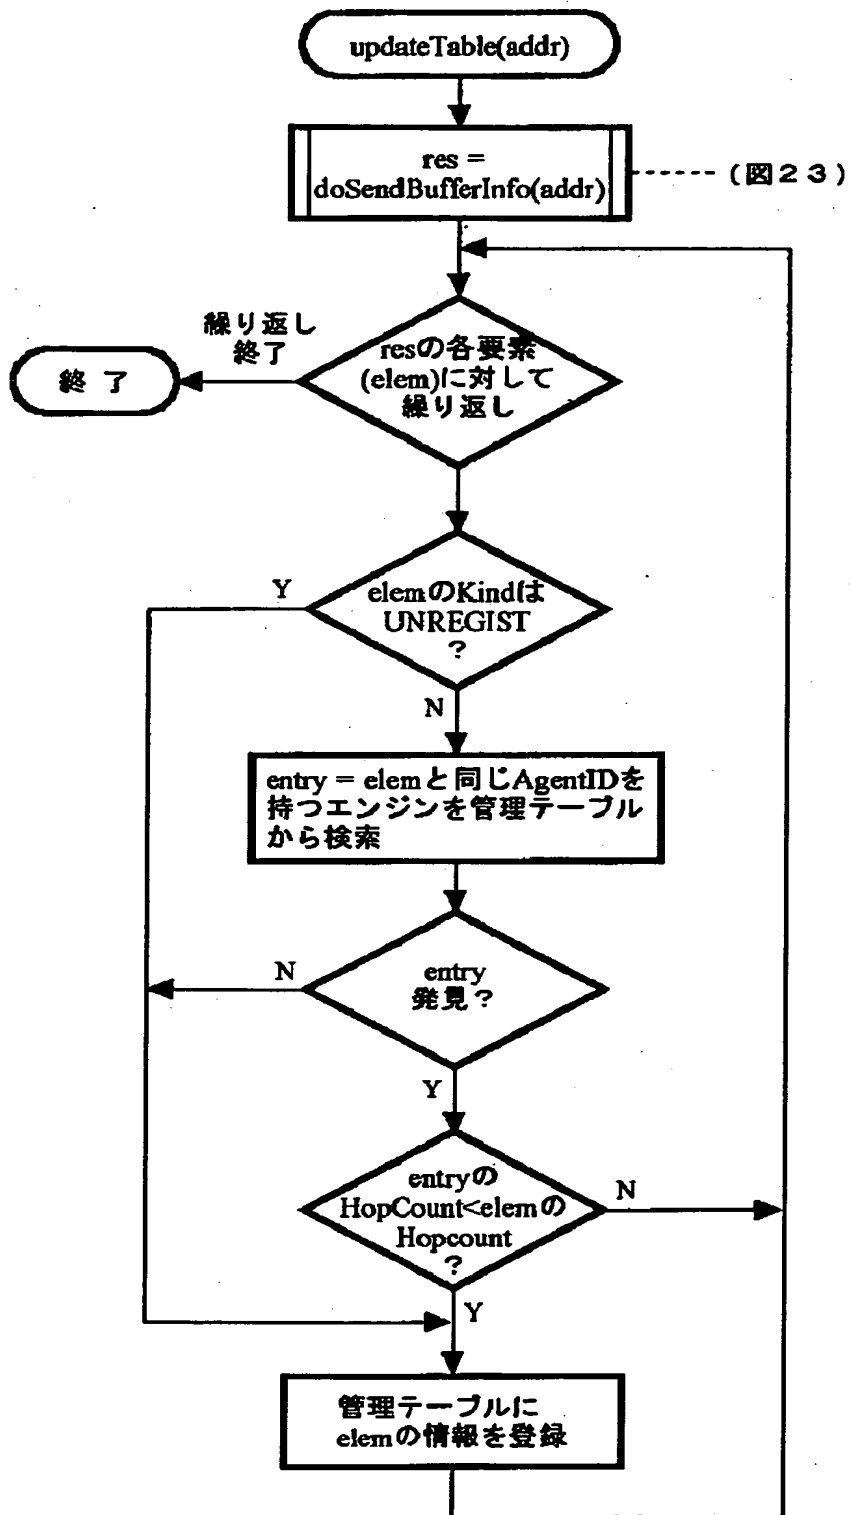 updateTable(addr)
res =
doSendBufferInfo(addr)
(図23)
繰り返し
終了
終 了
resの各要素
(elem)に対して
繰り返し
elemのKindは
UNREGIST
?
Y
N
entry = elemと同じAgentIDを
持つエンジンを管理テーブル
から検索
entry
発見?
N
Y
entryの
HopCount<elemの
Hopcount
?
N
Y
管理テーブルに
elemの情報を登録